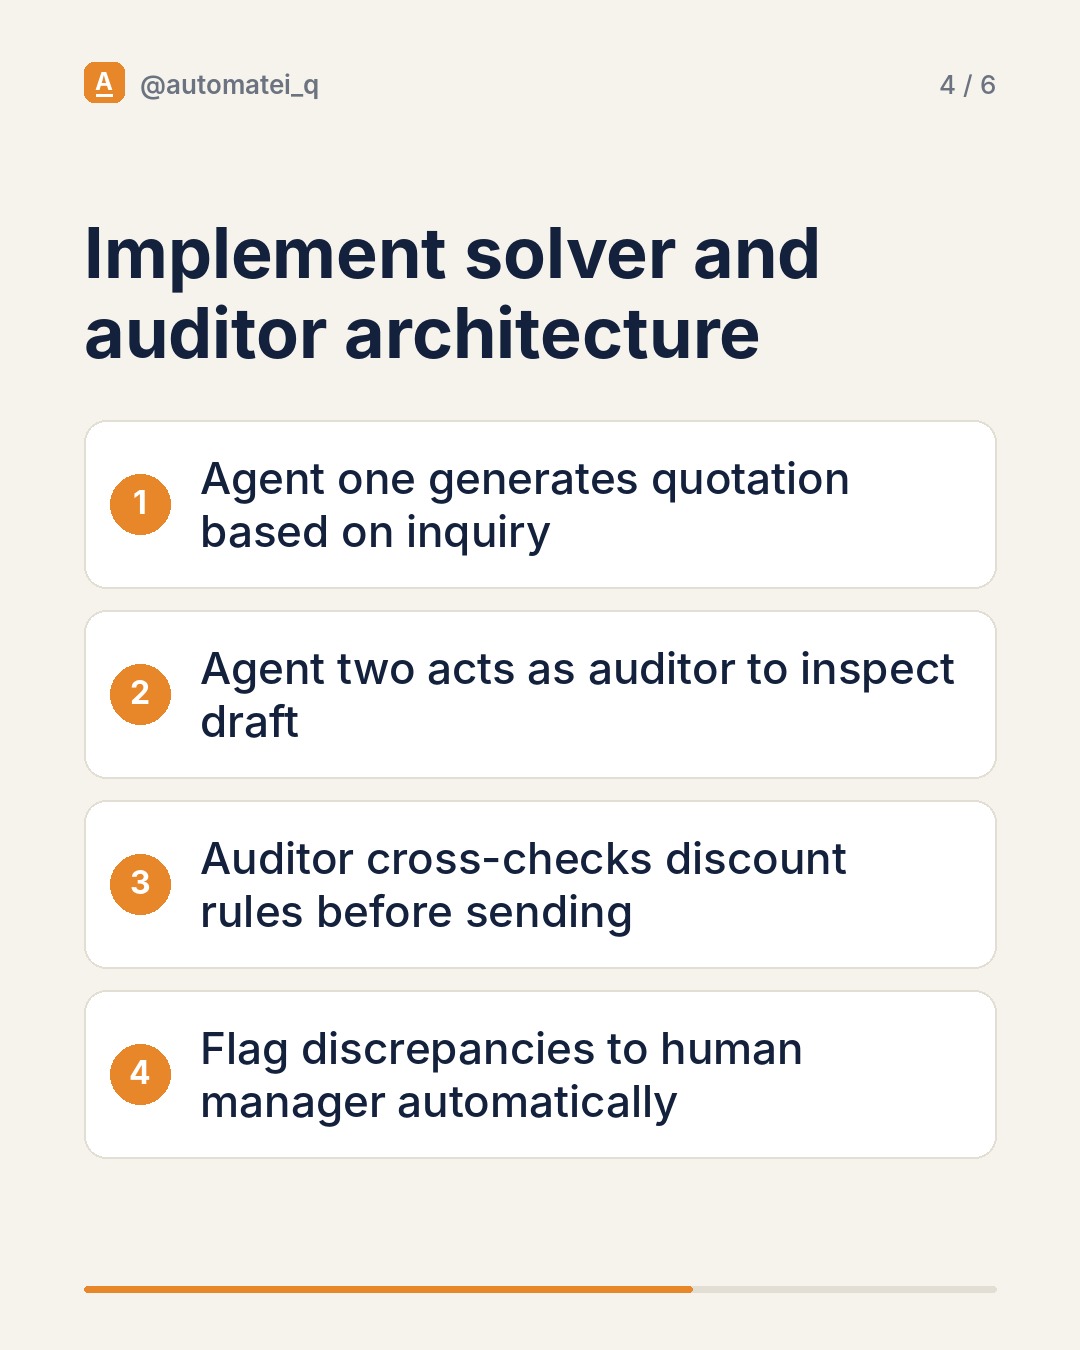 A
@automatei_q
4 / 6
Implement solver and
auditor architecture
1
Agent one generates quotation
based on inquiry
2
Agent two acts as auditor to inspect
draft
3
Auditor cross-checks discount
rules before sending
4
Flag discrepancies to human
manager automatically